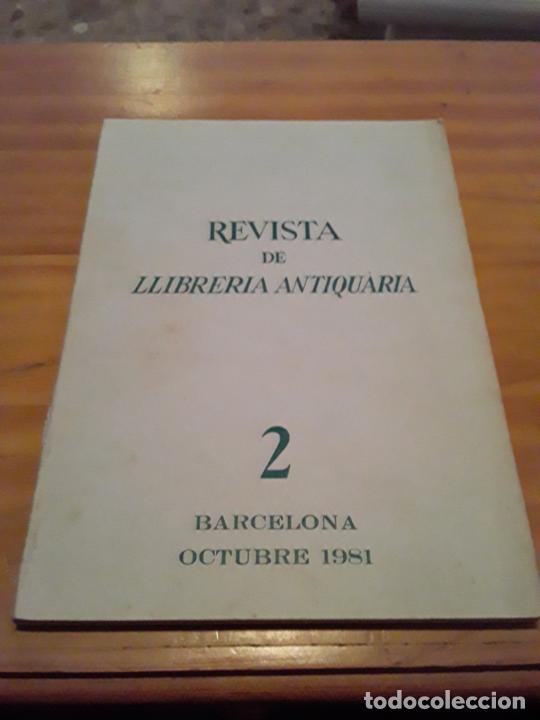 REVISTA
DE
LLIBRERIA ANTIQUÀRIA
2
BARCELONA
OCTUBRE 1981
todocoleccion